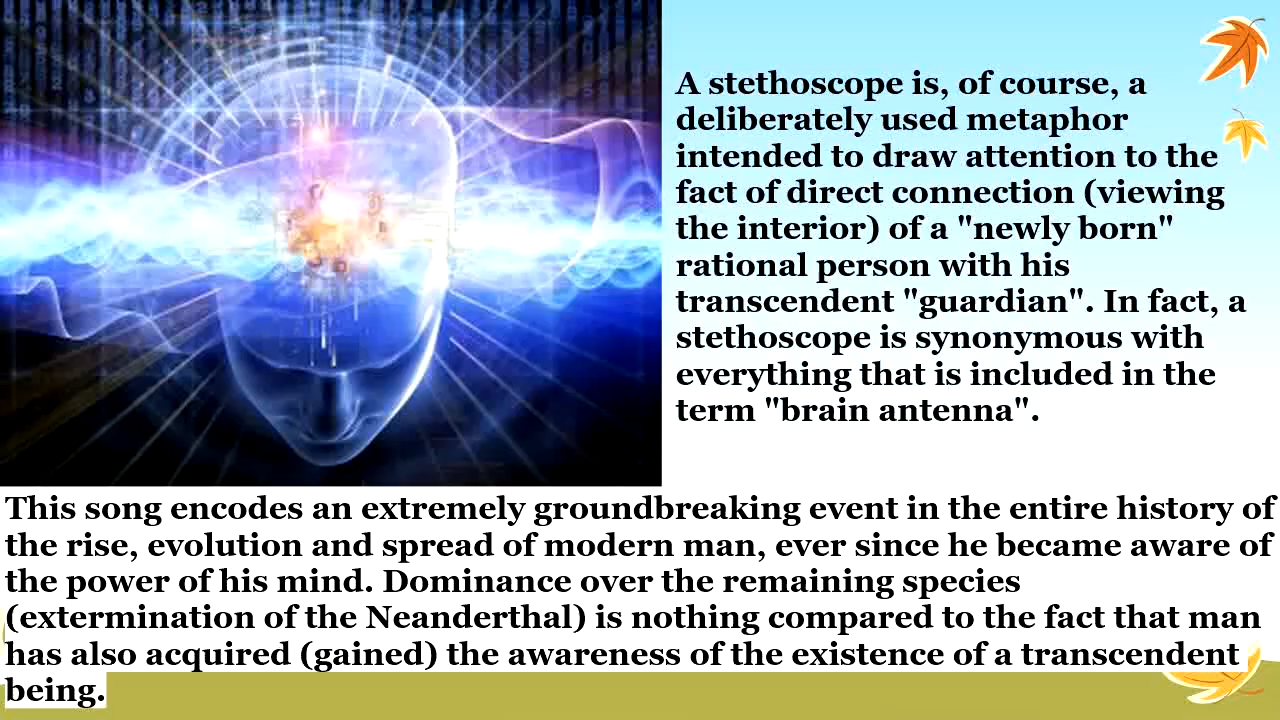 A stethoscope is, of course, a
deliberately used metaphor
intended to draw attention to the
fact of direct connection (viewing
the interior) of a "newly born"
rational person with his
transcendent "guardian". In fact, a
stethoscope is synonymous with
everything that is included in the
term "brain antenna".
This song encodes an extremely groundbreaking event in the entire history of
the rise, evolution and spread of modern man, ever since he became aware of
the power of his mind. Dominance over the remaining species
(extermination of the Neanderthal) is nothing compared to the fact that man
has also acquired (gained) the awareness of the existence of a transcendent
being.